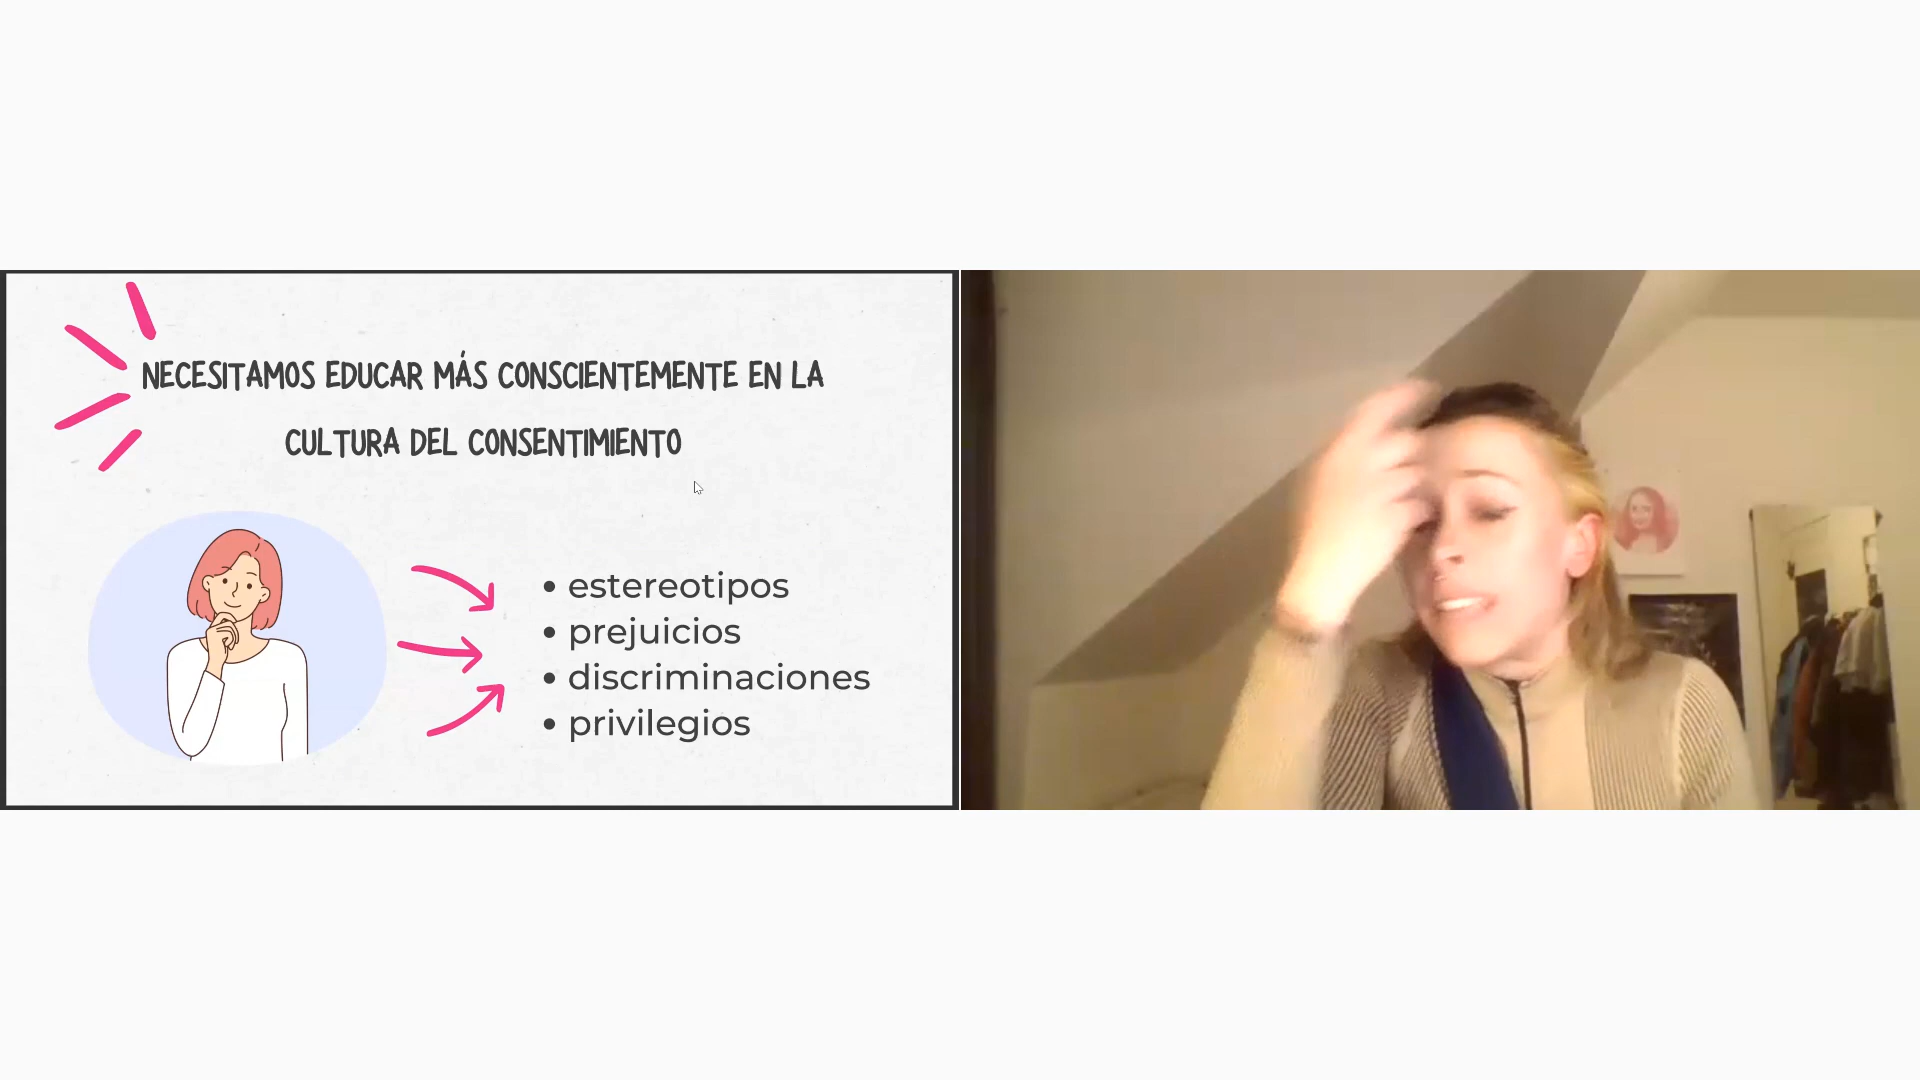 NECESITAMOS EDUCAR MÁS CONSCIENTEMENTE EN LA
CULTURA DEL CONSENTIMIENTO
• estereotipos
• prejuicios
• discriminaciones
• privilegios